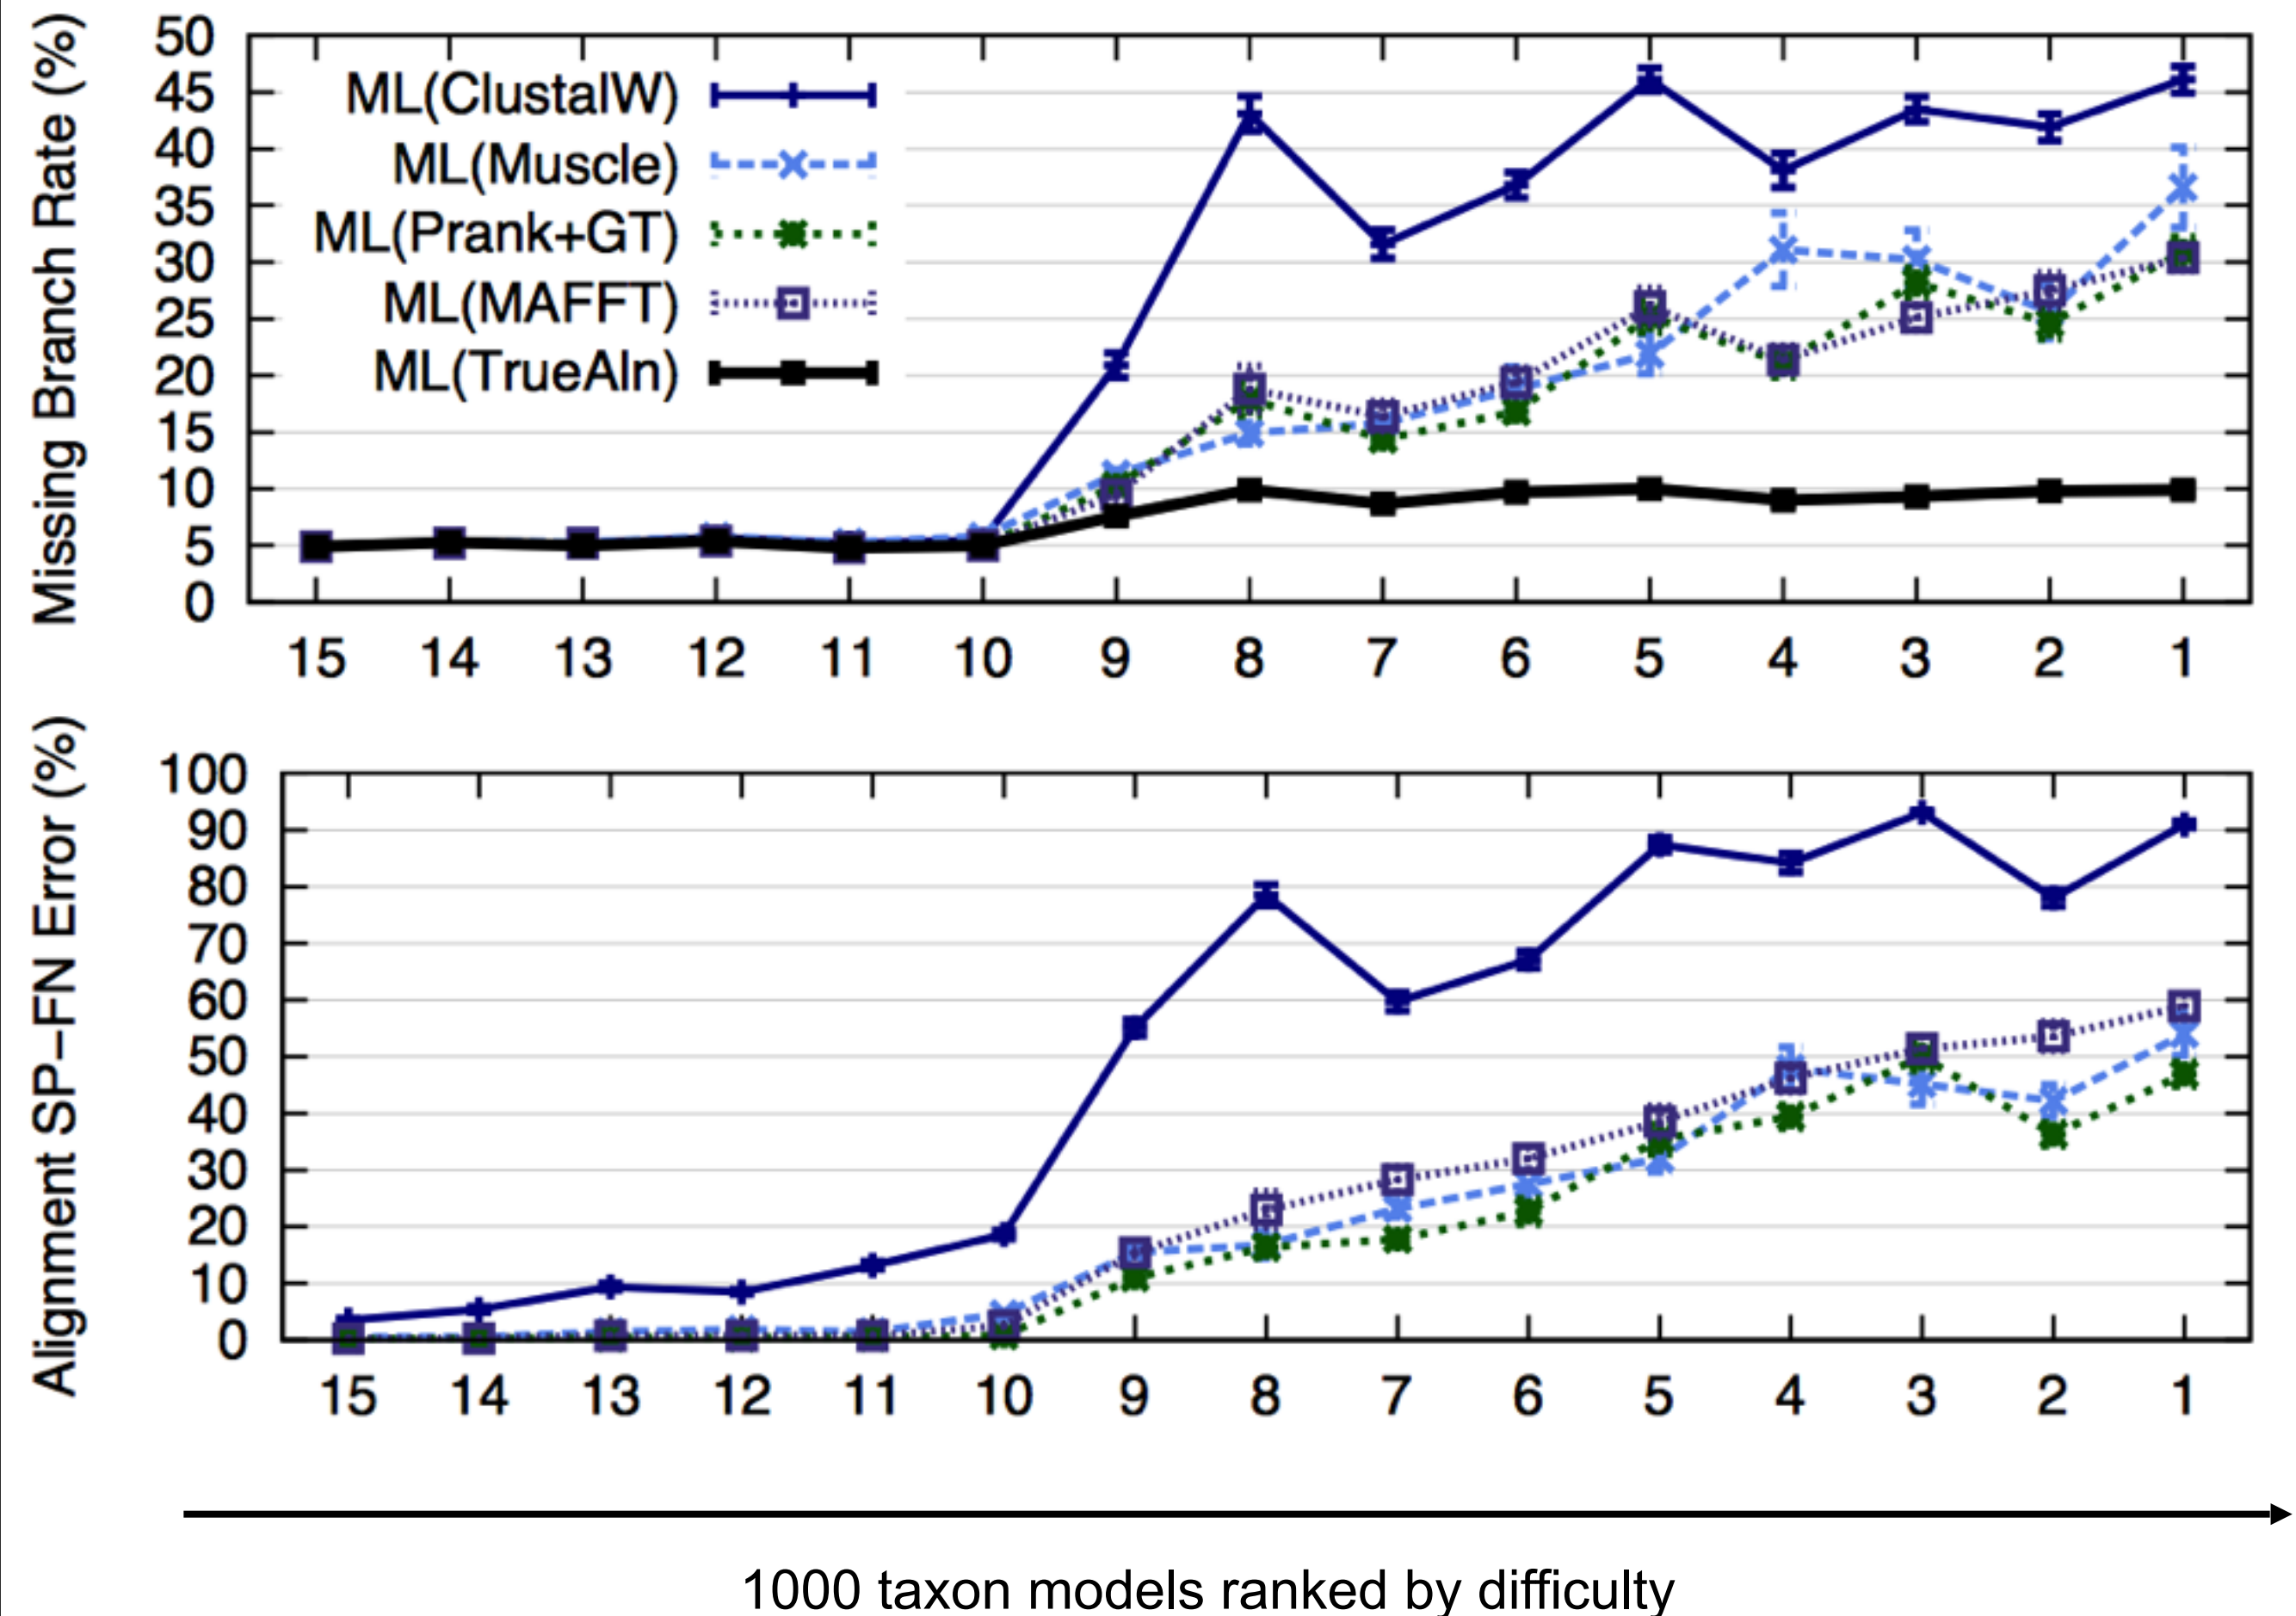 Missing Branch Rate (%)
50
45
40
35
30
25
20
15
10
5
0
ML(ClustalW)
ML(Muscle)
ML(Prank+GT)
ML(MAFFT)
ML(TrueAln)
15 14 13 12 11 10 9 8 7 6 5 4 3 2 1
Alignment SP-FN Error (%)
100
90
80
70
60
50
40
30
20
10
0
15 14 13 12 11 10 9 8 7 6 5 4 3 2 1
1000 taxon models ranked by difficulty